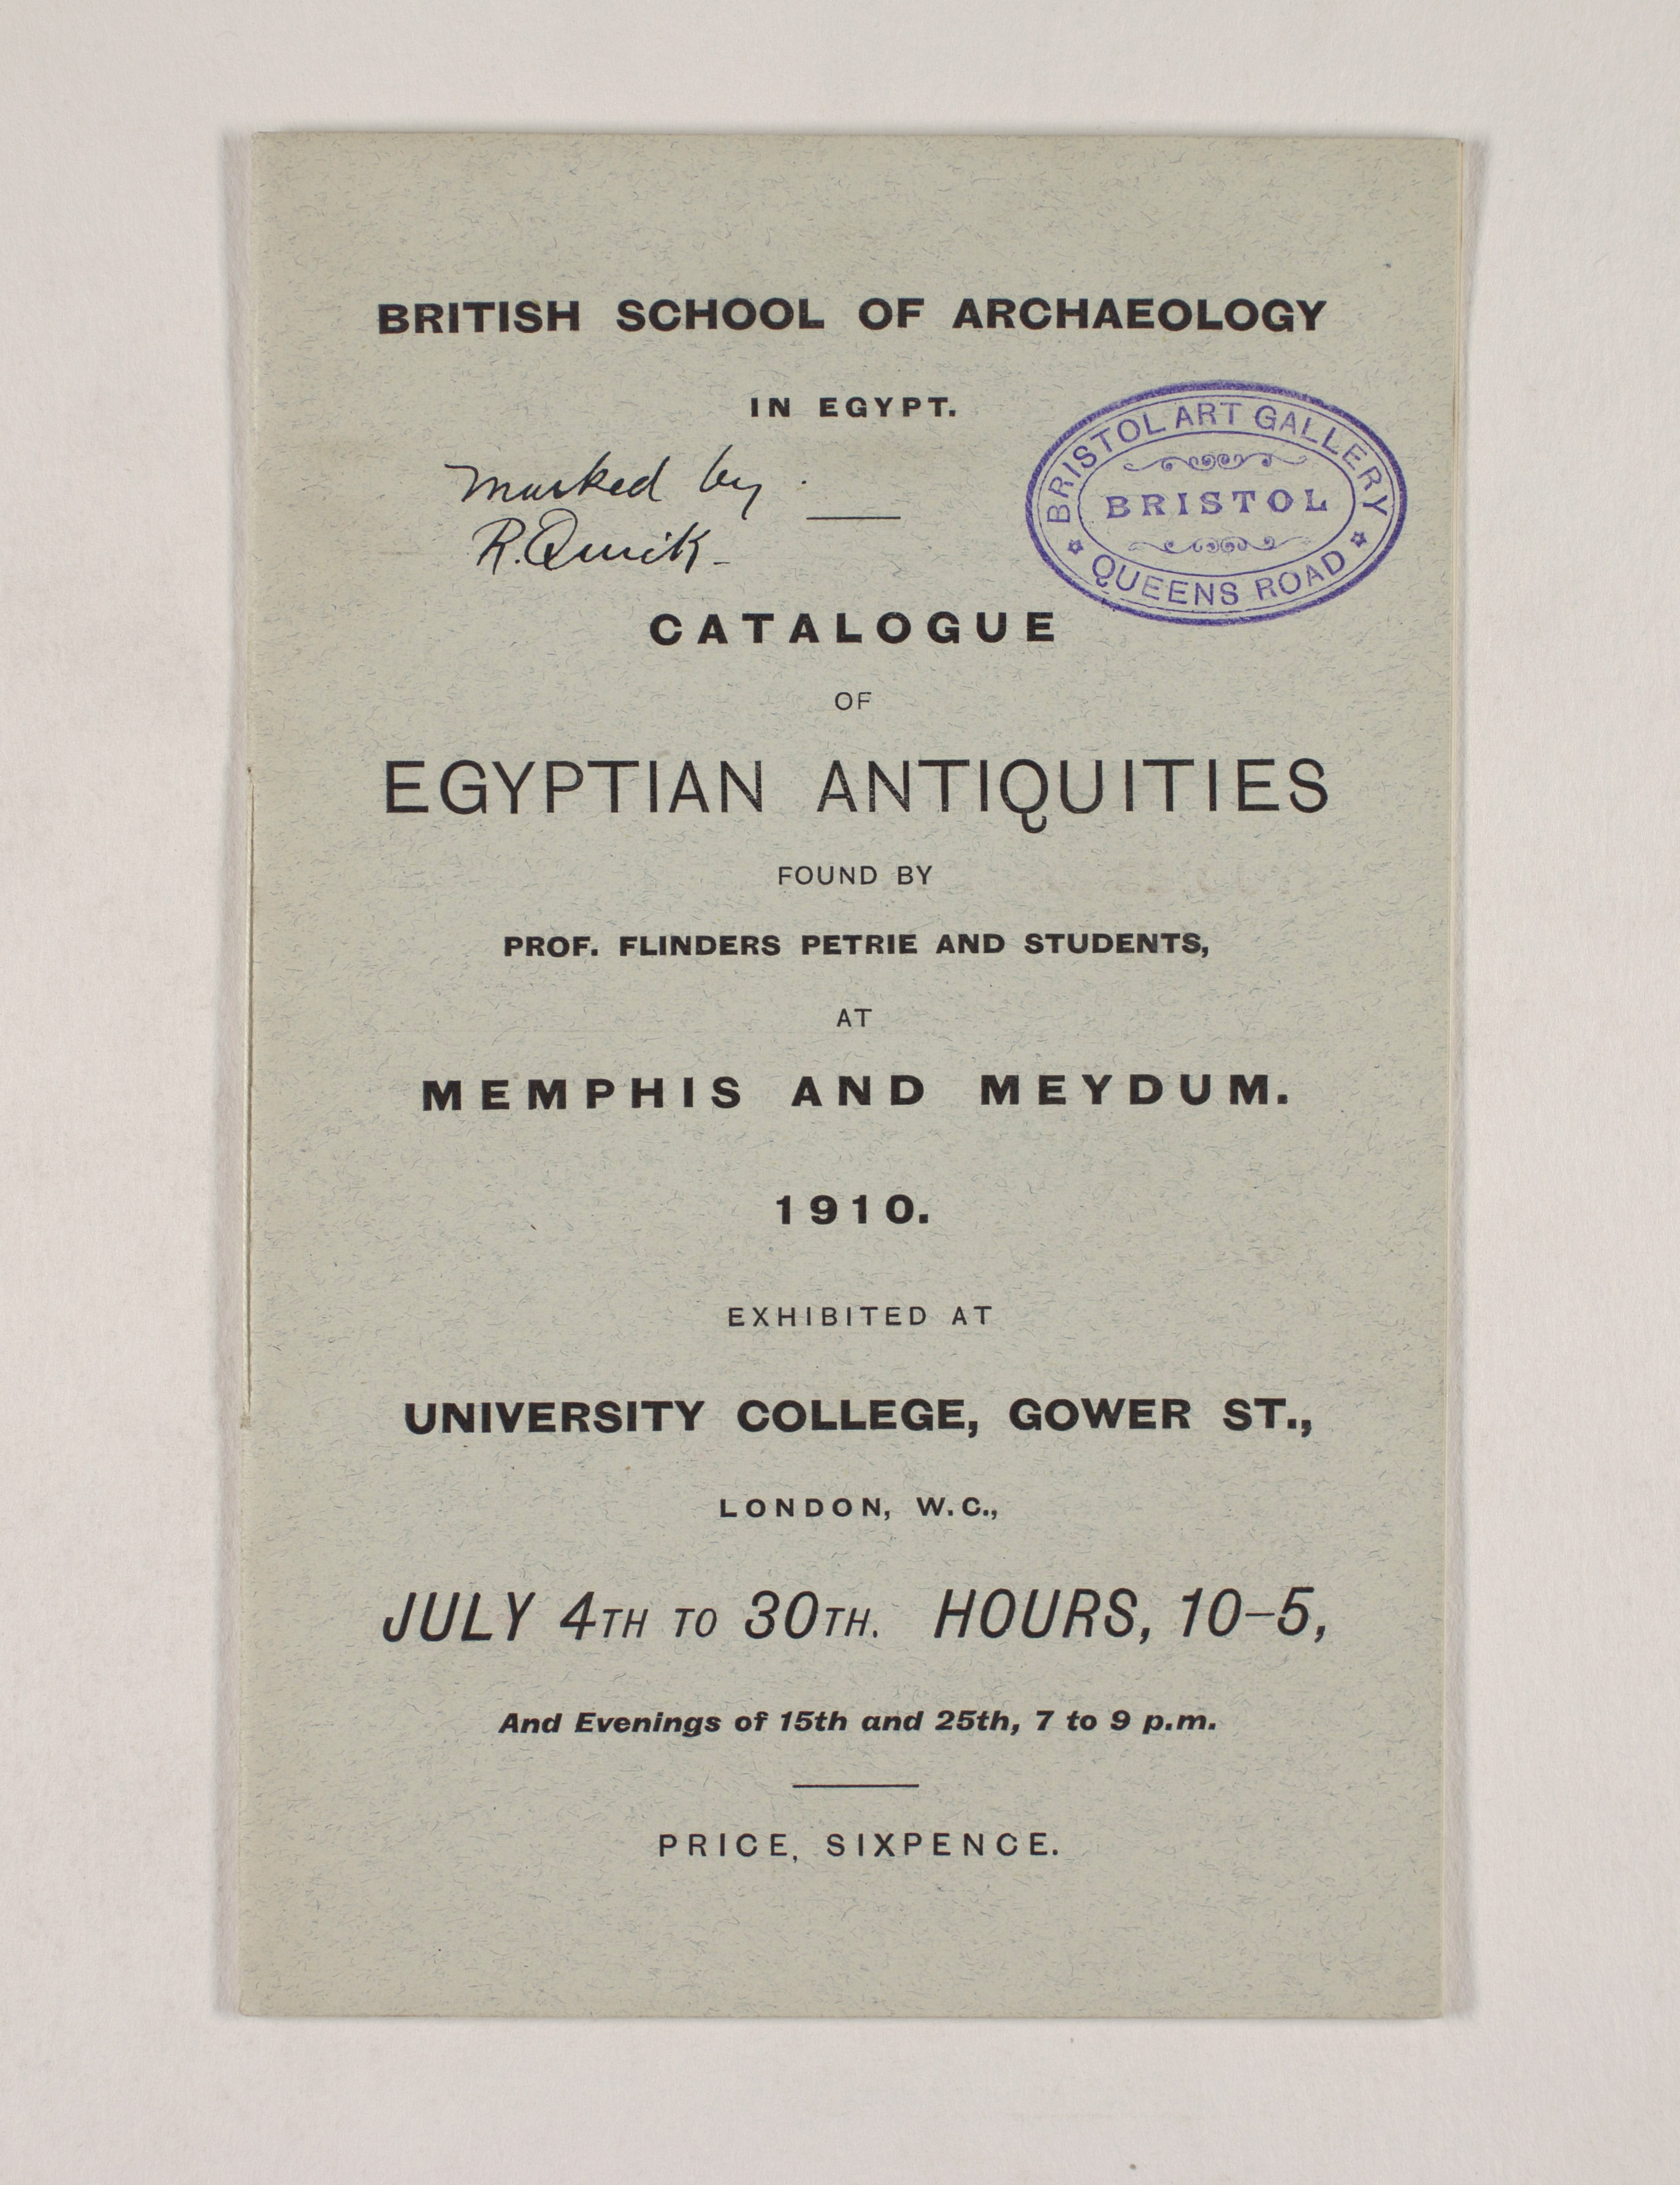 BRITISH SCHOOL OF ARCHAEOLOGY
IN EGYPT.
marked by :
R. Quick -
BRISTOL ART GALLERY
BRISTOL
QUEENS ROAD
CATALOGUE
OF
EGYPTIAN ANTIQUITIES
FOUND BY
PROF. FLINDERS PETRIE AND STUDENTS,
AT
MEMPHIS AND MEYDUM.
1910.
EXHIBITED AT
UNIVERSITY COLLEGE, GOWER ST.,
LONDON, W.C.,
JULY 4TH TO 30TH. HOURS, 10–5,
And Evenings of 15th and 25th, 7 to 9 p.m.
PRICE, SIXPENCE.